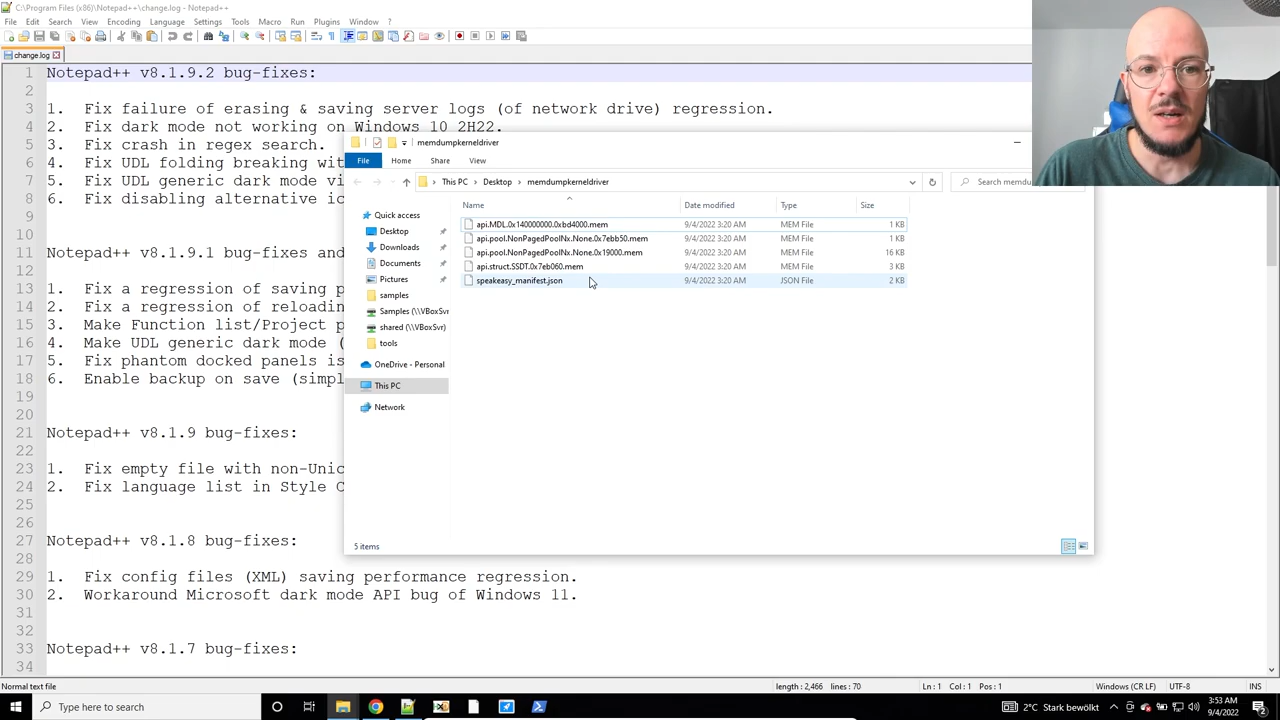 C:\Program Files (x86)\Notepad++\change.log - Notepad++
File Edit Search View Encoding Language Settings Tools Macro Run Plugins Window ?
change.log
1 Notepad++ v8.1.9.2 bug-fixes:
2
3 1. Fix failure of erasing & saving server logs (of network drive) regression.
4 2. Fix dark mode not working on Windows 10 2H22.
5 3. Fix crash in regex search.
6 4. Fix UDL folding breaking wit
7 5. Fix UDL generic dark mode vi
8 6. Fix disabling alternative ic
9
10
11 Notepad++ v8.1.9.1 bug-fixes and
12
13 1. Fix a regression of saving p
14 2. Fix a regression of reloadin
15 3. Make Function list/Project p
16 4. Make UDL generic dark mode (
17 5. Fix phantom docked panels is
18 6. Enable backup on save (simpl
19
20
21 Notepad++ v8.1.9 bug-fixes:
22
23 1. Fix empty file with non-Unic
24 2. Fix language list in Style C
25
26
27 Notepad++ v8.1.8 bug-fixes:
28
29 1. Fix config files (XML) saving performance regression.
30 2. Workaround Microsoft dark mode API bug of Windows 11.
31
32
33 Notepad++ v8.1.7 bug-fixes:
34
memdumpkerneldriver
File Home Share View
This PC Desktop memdumpkerneldriver
Search memdu
Name Date modified Type Size
api.MDL.0x140000000.0xbd4000.mem 9/4/2022 3:20 AM MEM File 1 KB
api.pool.NonPagedPoolNx.None.0x7ebb50.mem 9/4/2022 3:20 AM MEM File 1 KB
api.pool.NonPagedPoolNx.None.0x19000.mem 9/4/2022 3:20 AM MEM File 16 KB
api.struct.SSDT.0x7eb060.mem 9/4/2022 3:20 AM MEM File 3 KB
speakeasy_manifest.json 9/4/2022 3:20 AM JSON File 2 KB
Quick access
Desktop
Downloads
Documents
Pictures
samples
Samples (\\VBoxSvr
shared (\\VBoxSvr)
tools
OneDrive - Personal
This PC
Network
5 items
Normal text file length : 2,466 lines : 70 Ln : 1 Col : 1 Pos : 1 Windows (CR LF) UTF-8 INS
Type here to search
2°C Stark bewölkt
3:53 AM
9/4/2022
2